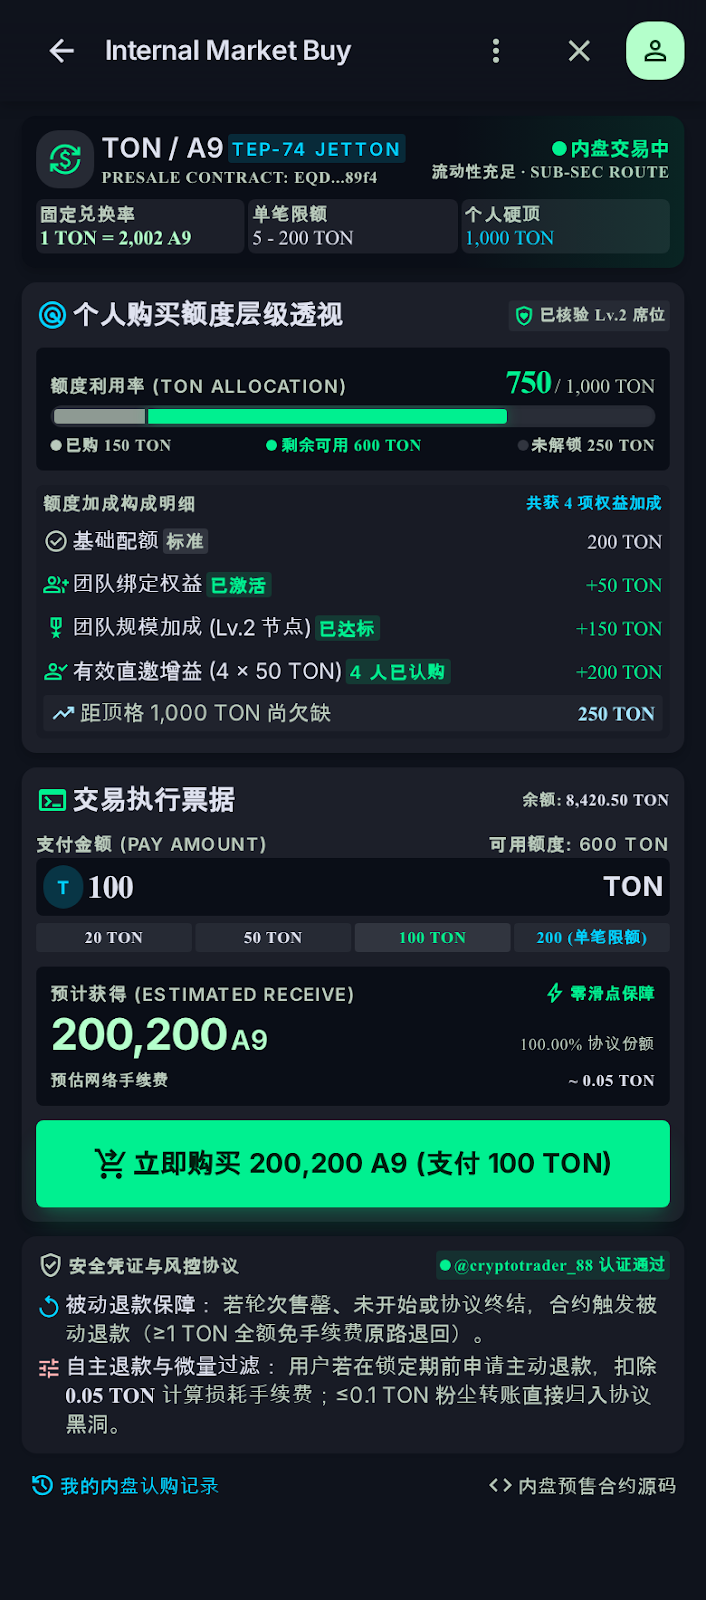 Internal Market Buy
TON / A9 TEP-74 JETTON
PRESALE CONTRACT: EQD...89f4
内盘交易中
流动性充足 · SUB-SEC ROUTE
固定兑换率
1 TON = 2,002 A9
单笔限额
5 - 200 TON
个人硬顶
1,000 TON
个人购买额度层级透视
已核验 Lv.2 席位
额度利用率 (TON ALLOCATION)
750 / 1,000 TON
已购 150 TON
剩余可用 600 TON
未解锁 250 TON
额度加成构成明细
共获 4 项权益加成
基础配额 标准
200 TON
团队绑定权益 已激活
+50 TON
团队规模加成 (Lv.2 节点) 已达标
+150 TON
有效直邀增益 (4 × 50 TON) 4 人已认购
+200 TON
距顶格 1,000 TON 尚欠缺
250 TON
交易执行票据
余额: 8,420.50 TON
支付金额 (PAY AMOUNT)
可用额度: 600 TON
T 100
TON
20 TON
50 TON
100 TON
200 (单笔限额)
预计获得 (ESTIMATED RECEIVE)
零滑点保障
200,200 A9
100.00% 协议份额
预估网络手续费
~ 0.05 TON
立即购买 200,200 A9 (支付 100 TON)
安全凭证与风控协议
@cryptotrader_88 认证通过
被动退款保障：若轮次售罄、未开始或协议终结，合约触发被
动退款（≥1 TON 全额免手续费原路退回）。
自主退款与微量过滤：用户若在锁定期前申请主动退款，扣除
0.05 TON 计算损耗手续费；≤0.1 TON 粉尘转账直接归入协议
黑洞。
我的内盘认购记录
内盘预售合约源码